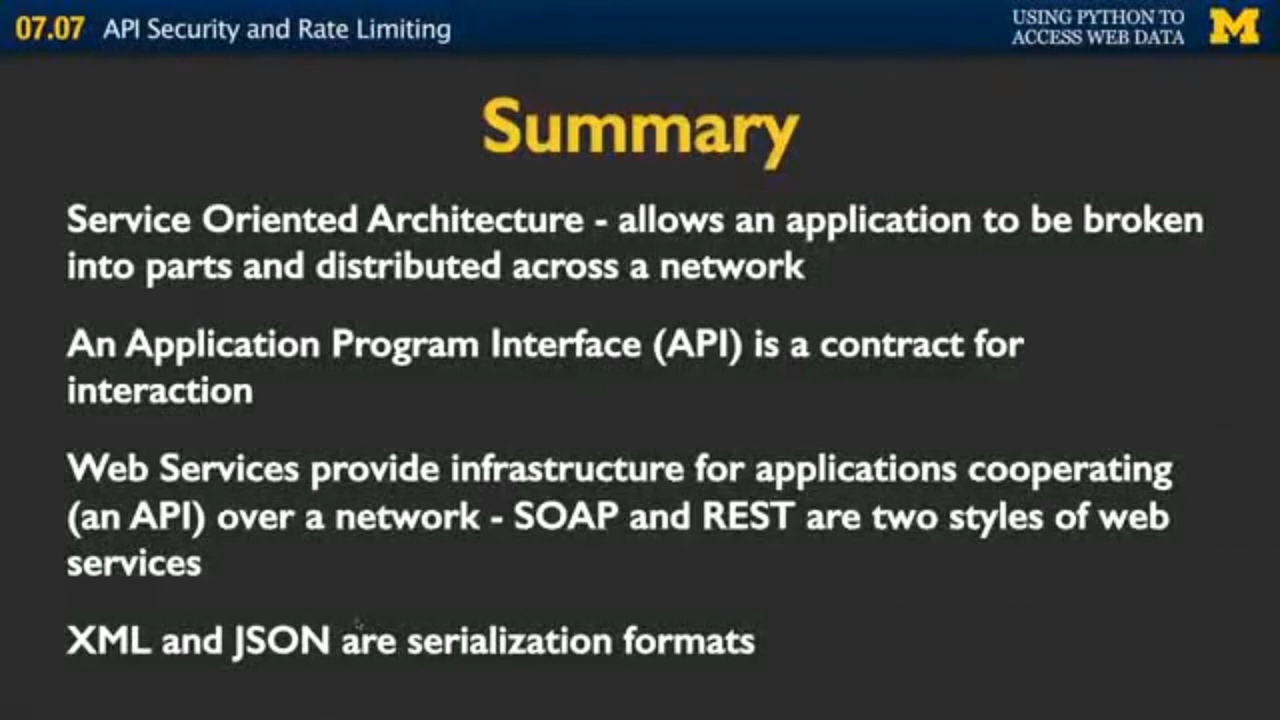 07.07 API Security and Rate Limiting
USING PYTHON TO
ACCESS WEB DATA
M
Summary
Service Oriented Architecture - allows an application to be broken
into parts and distributed across a network
An Application Program Interface (API) is a contract for
interaction
Web Services provide infrastructure for applications cooperating
(an API) over a network - SOAP and REST are two styles of web
services
XML and JSON are serialization formats